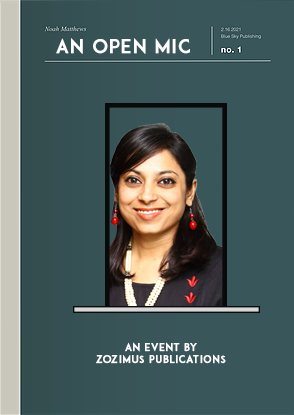 Noah Matthews
AN OPEN MIC
2.16.2021
Blue Sky Publishing
no. 1
AN EVENT BY
ZOZIMUS PUBLICATIONS